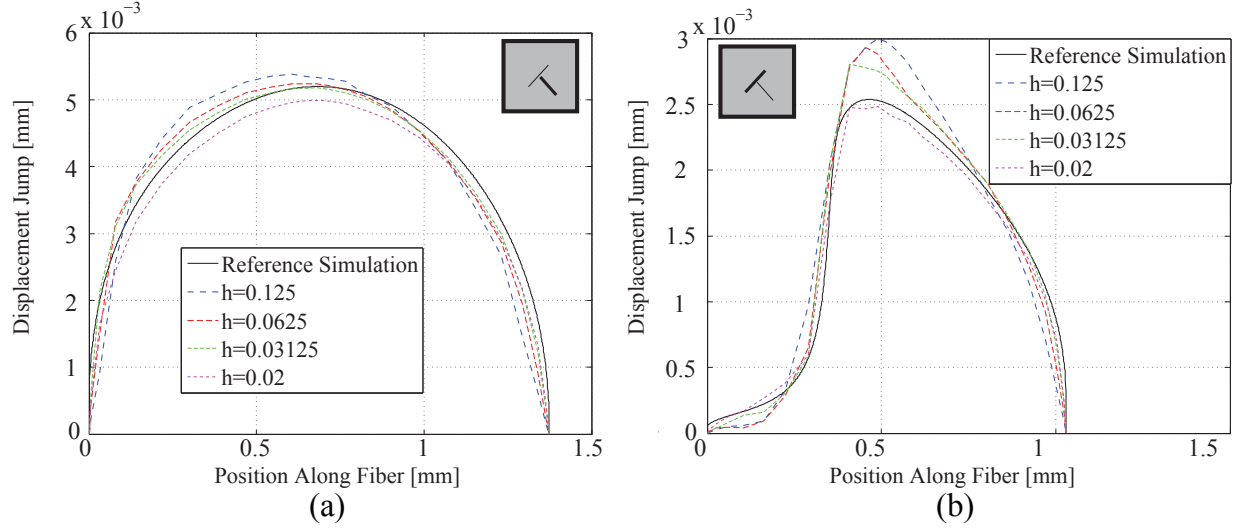 x 10⁻³
6
5
4
3
2
1
0
Displacement Jump [mm]
Reference Simulation
h=0.125
h=0.0625
h=0.03125
h=0.02
0
0.5
1
1.5
Position Along Fiber [mm]
(a)
x 10⁻³
3
2.5
2
1.5
1
0.5
0
Displacement Jump [mm]
Reference Simulation
h=0.125
h=0.0625
h=0.03125
h=0.02
0
0.5
1
1.5
Position Along Fiber [mm]
(b)